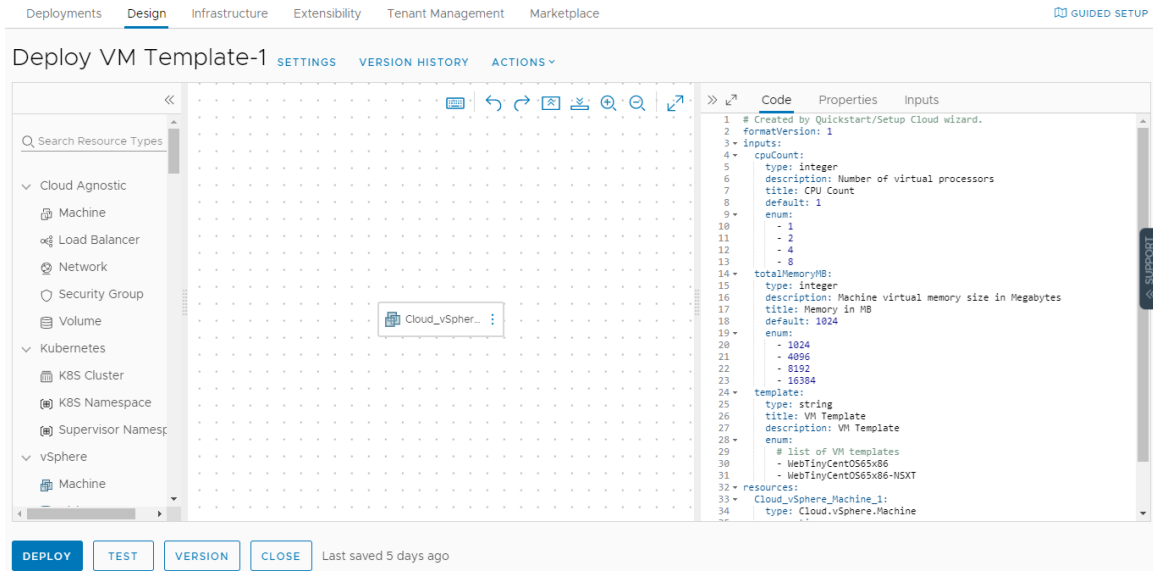 Deployments Design Infrastructure Extensibility Tenant Management Marketplace GUIDED SETUP
Deploy VM Template-1 SETTINGS VERSION HISTORY ACTIONS
Code Properties Inputs
Search Resource Types
Cloud Agnostic
Machine
Load Balancer
Network
Security Group
Volume
Kubernetes
K8S Cluster
K8S Namespace
Supervisor Namesp
vSphere
Machine
Cloud_vSpher...
1 # Created by Quickstart/Setup Cloud wizard.
2 formatVersion: 1
3 inputs:
4 cpuCount:
5 type: integer
6 description: Number of virtual processors
7 title: CPU Count
8 default: 1
9 enum:
10 - 1
11 - 2
12 - 4
13 - 8
14 totalMemoryMB:
15 type: integer
16 description: Machine virtual memory size in Megabytes
17 title: Memory in MB
18 default: 1024
19 enum:
20 - 1024
21 - 4096
22 - 8192
23 - 16384
24 template:
25 type: string
26 title: VM Template
27 description: VM Template
28 enum:
29 # list of VM templates
30 - WebTinyCentOS65x86
31 - WebTinyCentOS65x86-NSXT
32 resources:
33 Cloud_vSphere_Machine_1:
34 type: Cloud.vSphere.Machine
SUPPORT
DEPLOY TEST VERSION CLOSE Last saved 5 days ago